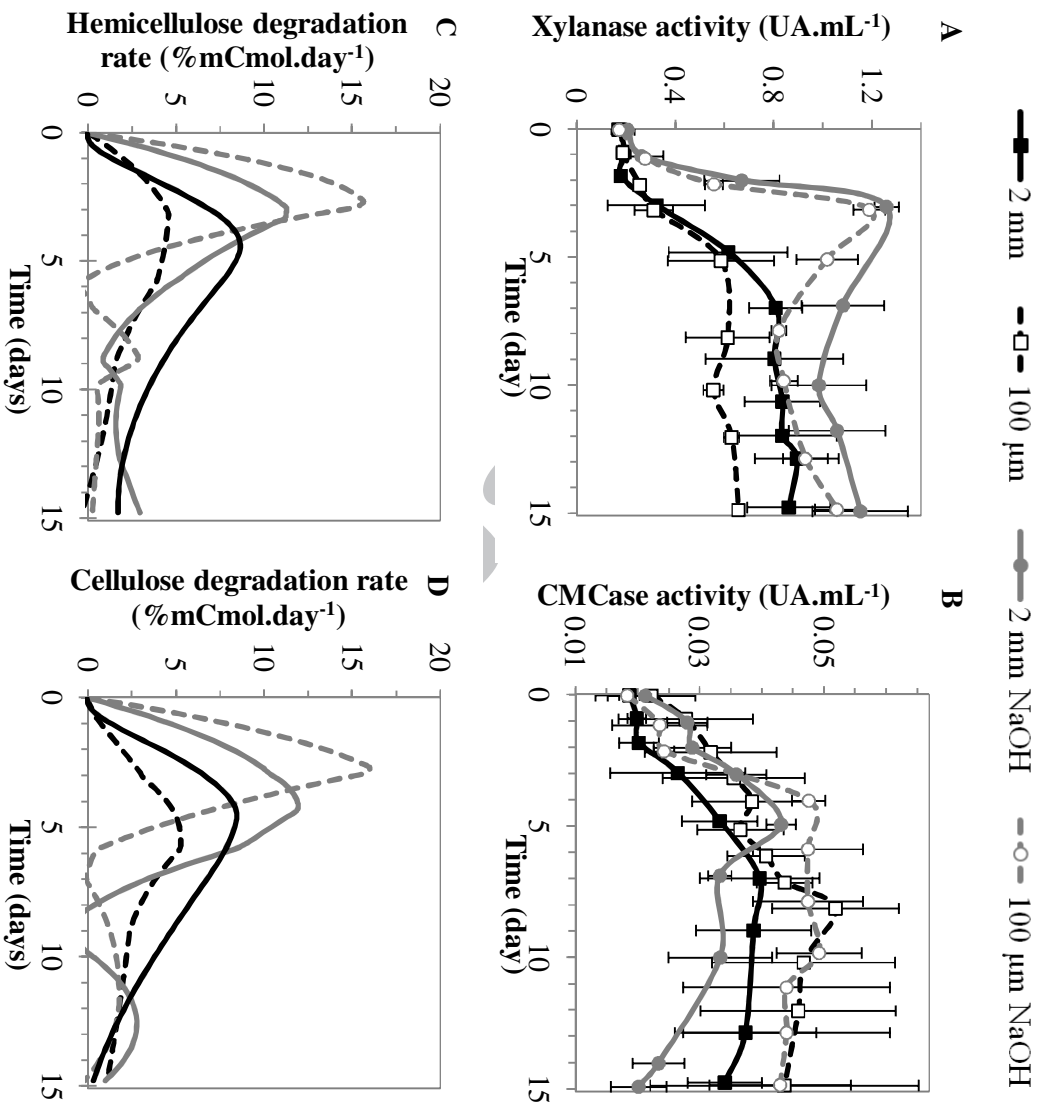 2 mm 100 µm 2 mm NaOH 100 µm NaOH
A
Xylanase activity (UA.mL-1)
0 0.4 0.8 1.2
0 5 10 15
Time (day)
B
CMCase activity (UA.mL-1)
0.01 0.03 0.05
0 5 10 15
Time (day)
C
Hemicellulose degradation
rate (%mCmol.day-1)
0 5 10 15 20
0 5 10 15
Time (days)
D
Cellulose degradation rate
(%mCmol.day-1)
0 5 10 15 20
0 5 10 15
Time (days)